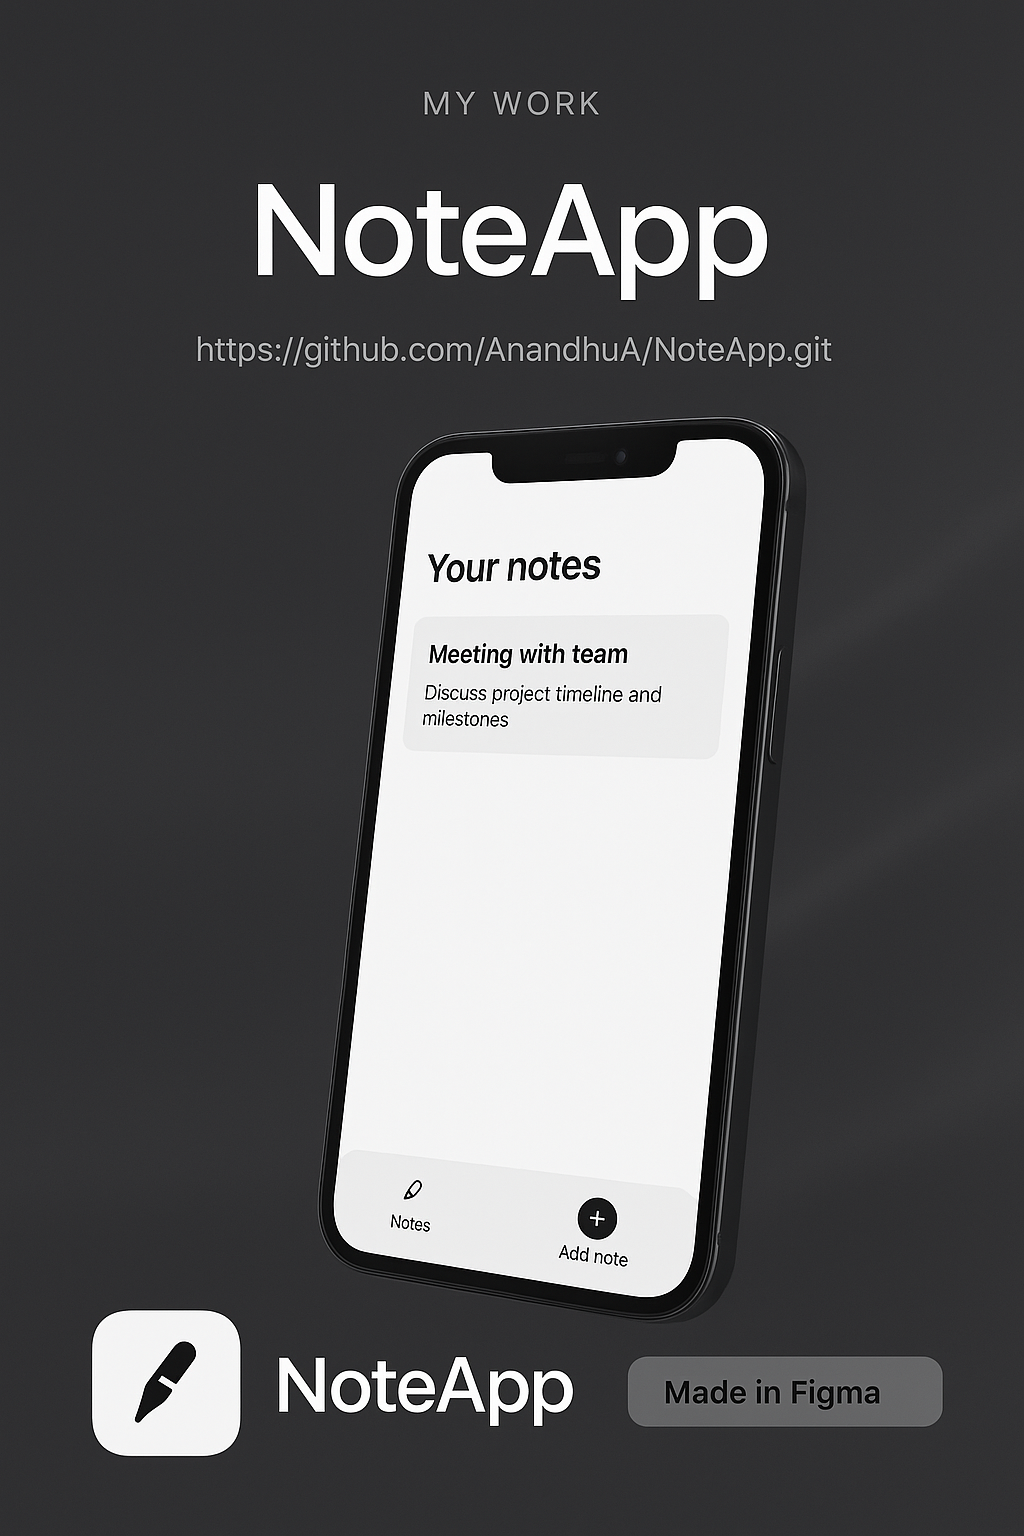 MY WORK
NoteApp
https://github.com/AnandhuA/NoteApp.git
Your notes
Meeting with team
Discuss project timeline and
milestones
Notes
Add note
NoteApp
Made in Figma